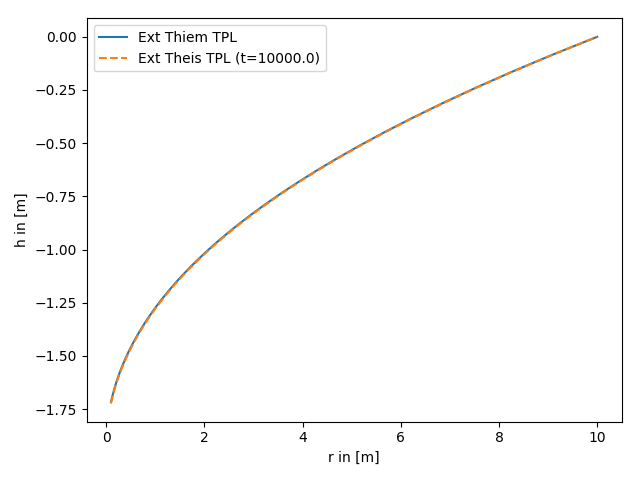 Ext Thiem TPL
Ext Theis TPL (t=10000.0)
0.00
−0.25
−0.50
−0.75
−1.00
−1.25
−1.50
−1.75
h in [m]
0 2 4 6 8 10
r in [m]